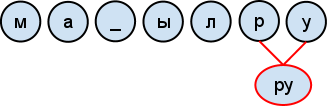 м а _ ы л р у
ру